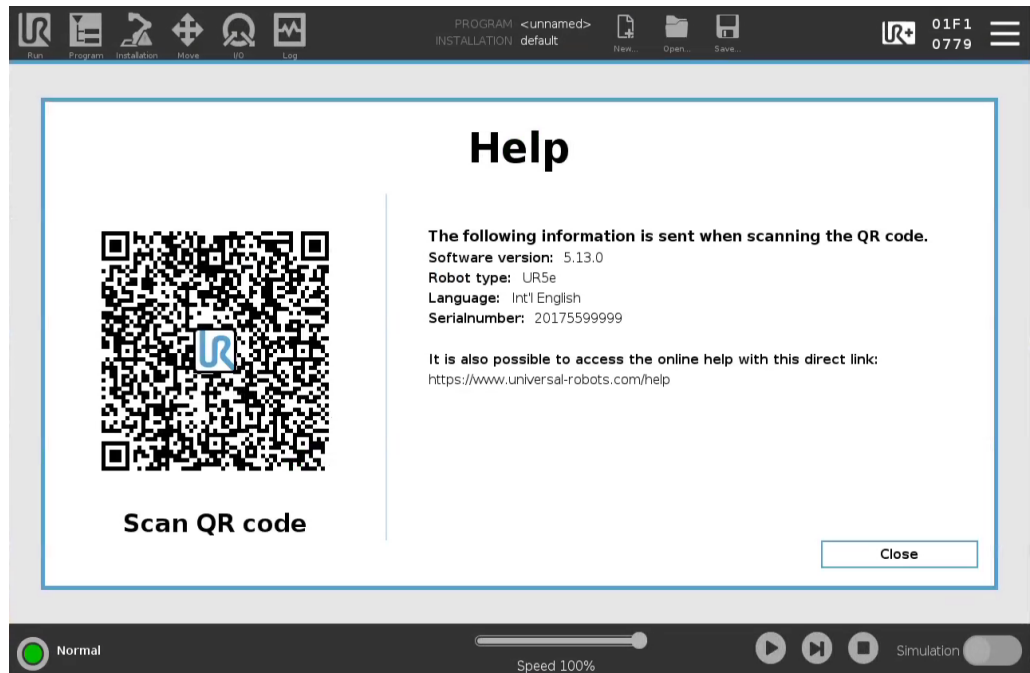 PROGRAM <unnamed>
INSTALLATION default
Run
Program
Installation
Move
I/O
Log
New...
Open...
Save...
UR+
01F1
0779
Help
The following information is sent when scanning the QR code.
Software version: 5.13.0
Robot type: UR5e
Language: Int'l English
Serialnumber: 20175599999
It is also possible to access the online help with this direct link:
https://www.universal-robots.com/help
UR
Scan QR code
Close
Normal
Speed 100%
Simulation